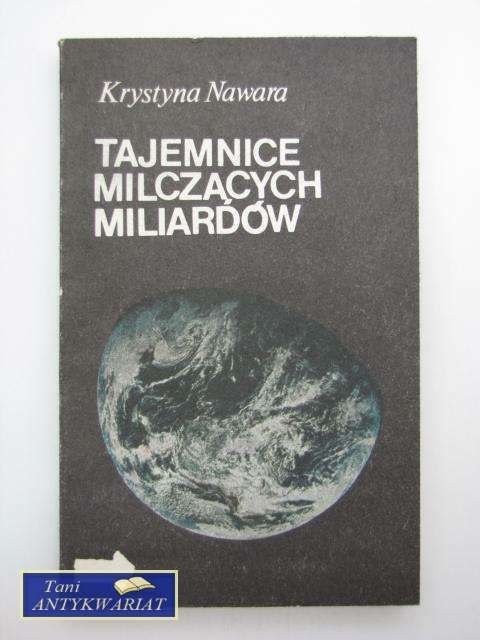 Krystyna Nawara
TAJEMNICE
MILCZĄCYCH
MILIARDÓW
Tani
ANTYKWARIAT